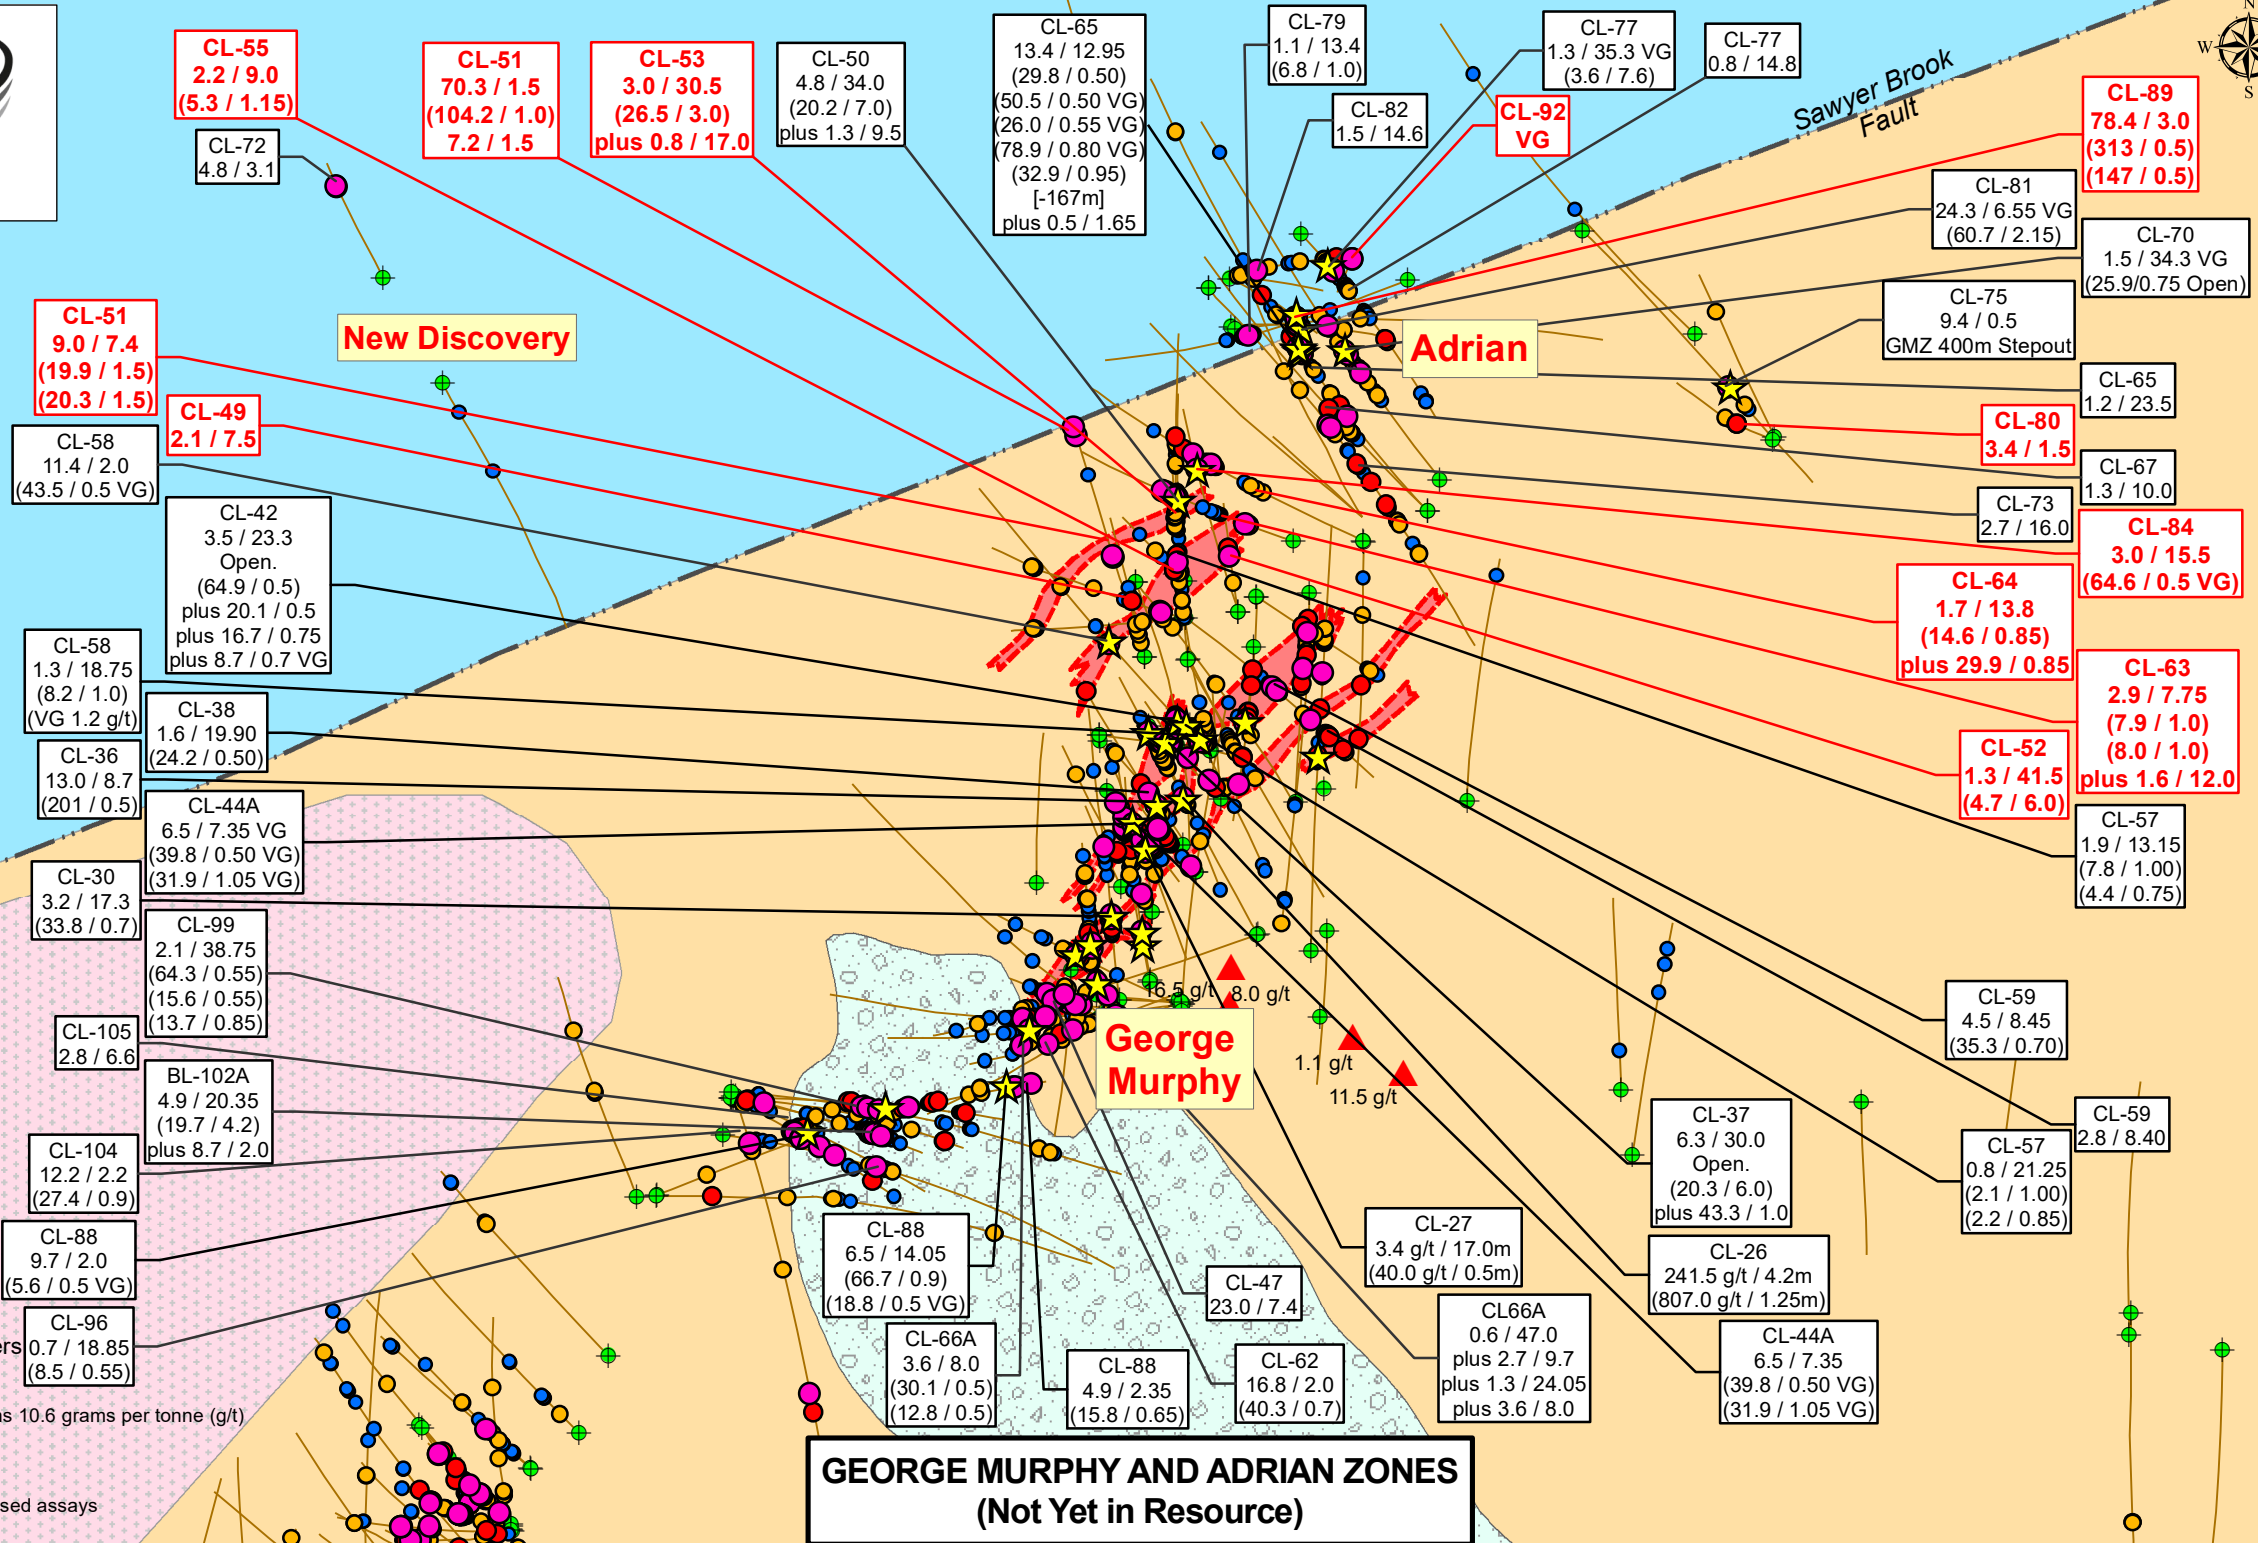 CL-55
2.2 / 9.0
(5.3 / 1.15)
CL-72
4.8 / 3.1
CL-51
70.3 / 1.5
(104.2 / 1.0)
7.2 / 1.5
CL-53
3.0 / 30.5
(26.5 / 3.0)
plus 0.8 / 17.0
CL-50
4.8 / 34.0
(20.2 / 7.0)
plus 1.3 / 9.5
CL-65
13.4 / 12.95
(29.8 / 0.50)
(50.5 / 0.50 VG)
(26.0 / 0.55 VG)
(78.9 / 0.80 VG)
(32.9 / 0.95)
[-167m]
plus 0.5 / 1.65
CL-79
1.1 / 13.4
(6.8 / 1.0)
CL-82
1.5 / 14.6
CL-77
1.3 / 35.3 VG
(3.6 / 7.6)
CL-92
VG
CL-77
0.8 / 14.8
Sawyer Brook
Fault
N
W
S
CL-89
78.4 / 3.0
(313 / 0.5)
(147 / 0.5)
CL-81
24.3 / 6.55 VG
(60.7 / 2.15)
CL-70
1.5 / 34.3 VG
(25.9/0.75 Open)
CL-75
9.4 / 0.5
GMZ 400m Stepout
CL-65
1.2 / 23.5
CL-80
3.4 / 1.5
CL-67
1.3 / 10.0
CL-73
2.7 / 16.0
CL-84
3.0 / 15.5
(64.6 / 0.5 VG)
CL-64
1.7 / 13.8
(14.6 / 0.85)
plus 29.9 / 0.85
CL-63
2.9 / 7.75
(7.9 / 1.0)
(8.0 / 1.0)
plus 1.6 / 12.0
CL-52
1.3 / 41.5
(4.7 / 6.0)
CL-57
1.9 / 13.15
(7.8 / 1.00)
(4.4 / 0.75)
New Discovery
Adrian
CL-51
9.0 / 7.4
(19.9 / 1.5)
(20.3 / 1.5)
CL-49
2.1 / 7.5
CL-58
11.4 / 2.0
(43.5 / 0.5 VG)
CL-42
3.5 / 23.3
Open.
(64.9 / 0.5)
plus 20.1 / 0.5
plus 16.7 / 0.75
plus 8.7 / 0.7 VG
CL-58
1.3 / 18.75
(8.2 / 1.0)
(VG 1.2 g/t)
CL-38
1.6 / 19.90
(24.2 / 0.50)
CL-36
13.0 / 8.7
(201 / 0.5)
CL-44A
6.5 / 7.35 VG
(39.8 / 0.50 VG)
(31.9 / 1.05 VG)
CL-30
3.2 / 17.3
(33.8 / 0.7)
CL-99
2.1 / 38.75
(64.3 / 0.55)
(15.6 / 0.55)
(13.7 / 0.85)
CL-105
2.8 / 6.6
BL-102A
4.9 / 20.35
(19.7 / 4.2)
plus 8.7 / 2.0
CL-104
12.2 / 2.2
(27.4 / 0.9)
CL-88
9.7 / 2.0
(5.6 / 0.5 VG)
CL-96
0.7 / 18.85
(8.5 / 0.55)
ers
as 10.6 grams per tonne (g/t)
sed assays
16.5 g/t
8.0 g/t
1.1 g/t
11.5 g/t
George
Murphy
CL-59
4.5 / 8.45
(35.3 / 0.70)
CL-59
2.8 / 8.40
CL-57
0.8 / 21.25
(2.1 / 1.00)
(2.2 / 0.85)
CL-37
6.3 / 30.0
Open.
(20.3 / 6.0)
plus 43.3 / 1.0
CL-26
241.5 g/t / 4.2m
(807.0 g/t / 1.25m)
CL-27
3.4 g/t / 17.0m
(40.0 g/t / 0.5m)
CL-44A
6.5 / 7.35
(39.8 / 0.50 VG)
(31.9 / 1.05 VG)
CL66A
0.6 / 47.0
plus 2.7 / 9.7
plus 1.3 / 24.05
plus 3.6 / 8.0
CL-47
23.0 / 7.4
CL-62
16.8 / 2.0
(40.3 / 0.7)
CL-88
4.9 / 2.35
(15.8 / 0.65)
CL-88
6.5 / 14.05
(66.7 / 0.9)
(18.8 / 0.5 VG)
CL-66A
3.6 / 8.0
(30.1 / 0.5)
(12.8 / 0.5)
GEORGE MURPHY AND ADRIAN ZONES
(Not Yet in Resource)